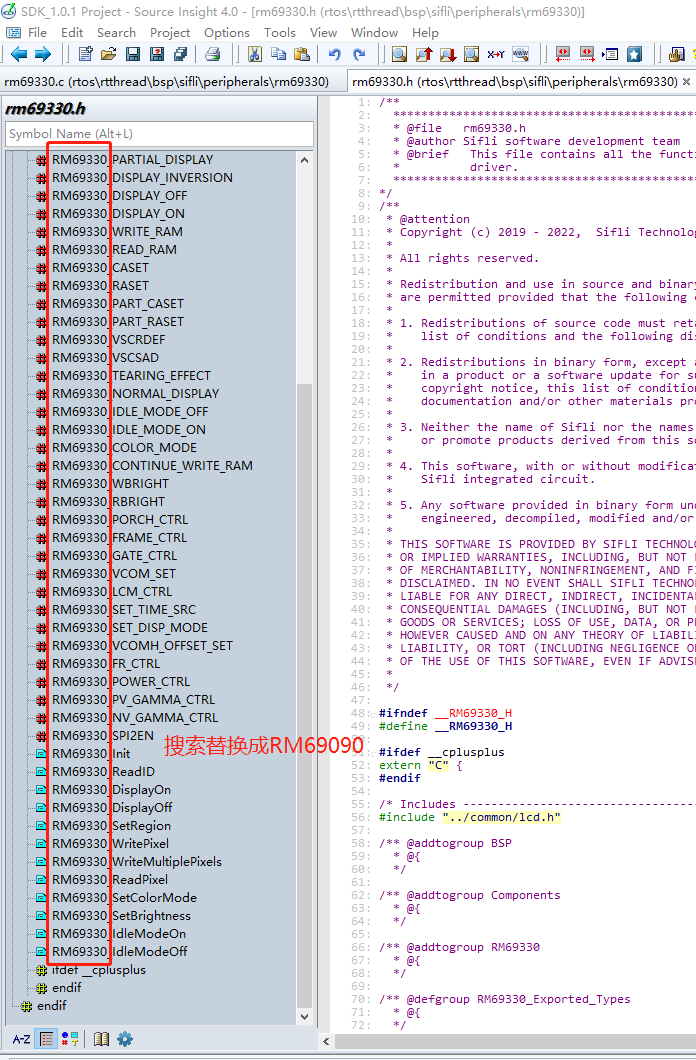 SDK_1.0.1 Project - Source Insight 4.0 - [rm69330.h (rtos\rtthread\bsp\sifli\peripherals\rm69330)]
File Edit Search Project Options Tools View Window Help
rm69330.c (rtos\rtthread\bsp\sifli\peripherals\rm69330)
rm69330.h (rtos\rtthread\bsp\sifli\peripherals\rm69330)
rm69330.h
Symbol Name (Alt+L)
RM69330_PARTIAL_DISPLAY
RM69330_DISPLAY_INVERSION
RM69330_DISPLAY_OFF
RM69330_DISPLAY_ON
RM69330_WRITE_RAM
RM69330_READ_RAM
RM69330_CASET
RM69330_RASET
RM69330_PART_CASET
RM69330_PART_RASET
RM69330_VSCRDEF
RM69330_VSCSAD
RM69330_TEARING_EFFECT
RM69330_NORMAL_DISPLAY
RM69330_IDLE_MODE_OFF
RM69330_IDLE_MODE_ON
RM69330_COLOR_MODE
RM69330_CONTINUE_WRITE_RAM
RM69330_WBRIGHT
RM69330_RBRIGHT
RM69330_PORCH_CTRL
RM69330_FRAME_CTRL
RM69330_GATE_CTRL
RM69330_VCOM_SET
RM69330_LCM_CTRL
RM69330_SET_TIME_SRC
RM69330_SET_DISP_MODE
RM69330_VCOMH_OFFSET_SET
RM69330_FR_CTRL
RM69330_POWER_CTRL
RM69330_PV_GAMMA_CTRL
RM69330_NV_GAMMA_CTRL
RM69330_SPI2EN
搜索替换成RM69090
RM69330_Init
RM69330_ReadID
RM69330_DisplayOn
RM69330_DisplayOff
RM69330_SetRegion
RM69330_WritePixel
RM69330_WriteMultiplePixels
RM69330_ReadPixel
RM69330_SetColorMode
RM69330_SetBrightness
RM69330_IdleModeOn
RM69330_IdleModeOff
ifdef __cplusplus
endif
endif
A-Z
1: /**
2: ******************************************
3: * @file   rm69330.h
4: * @author Sifli software development team
5: * @brief   This file contains all the functi
6: *          driver.
7: ******************************************
8: */
9: /**
10: * @attention
11: * Copyright (c) 2019 - 2022,  Sifli Technolog
12: *
13: * All rights reserved.
14: *
15: * Redistribution and use in source and binary
16: * are permitted provided that the following c
17: *
18: * 1. Redistributions of source code must reta
19: *    list of conditions and the following dis
20: *
21: * 2. Redistributions in binary form, except a
22: *    in a product or a software update for su
23: *    copyright notice, this list of condition
24: *    documentation and/or other materials pro
25: *
26: * 3. Neither the name of Sifli nor the names
27: *    or promote products derived from this so
28: *
29: * 4. This software, with or without modificat
30: *    Sifli integrated circuit.
31: *
32: * 5. Any software provided in binary form und
33: *    engineered, decompiled, modified and/or
34: *
35: * THIS SOFTWARE IS PROVIDED BY SIFLI TECHNOLO
36: * OR IMPLIED WARRANTIES, INCLUDING, BUT NOT L
37: * OF MERCHANTABILITY, NONINFRINGEMENT, AND FI
38: * DISCLAIMED. IN NO EVENT SHALL SIFLI TECHNOL
39: * LIABLE FOR ANY DIRECT, INDIRECT, INCIDENTAL
40: * CONSEQUENTIAL DAMAGES (INCLUDING, BUT NOT L
41: * GOODS OR SERVICES; LOSS OF USE, DATA, OR PR
42: * HOWEVER CAUSED AND ON ANY THEORY OF LIABILI
43: * LIABILITY, OR TORT (INCLUDING NEGLIGENCE OR
44: * OF THE USE OF THIS SOFTWARE, EVEN IF ADVISE
45: *
46: */
47:
48: #ifndef __RM69330_H
49: #define __RM69330_H
50:
51: #ifdef __cplusplus
52: extern "C" {
53: #endif
54:
55: /* Includes -----------------------------------
56: #include "../common/lcd.h"
57:
58: /** @addtogroup BSP
59: * @{
60: */
61:
62: /** @addtogroup Components
63: * @{
64: */
65:
66: /** @addtogroup RM69330
67: * @{
68: */
69:
70: /** @defgroup RM69330_Exported_Types
71: * @{
72: */